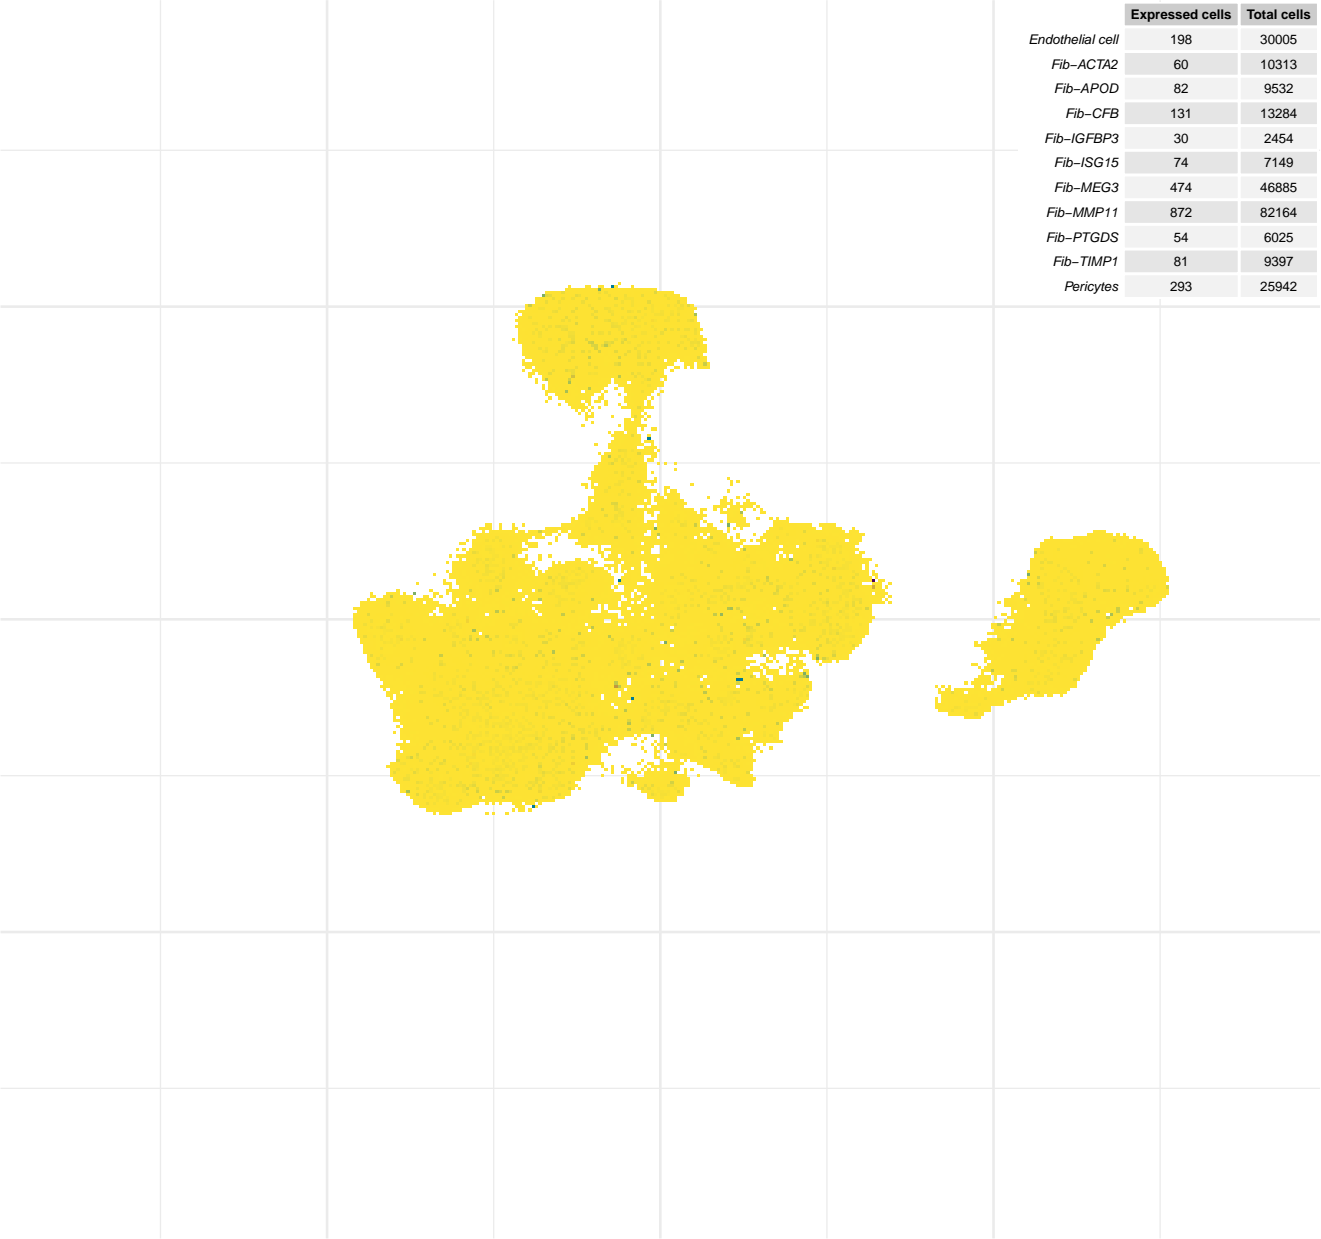 Expressed cells Total cells
Endothelial cell 198 30005
Fib−ACTA2 60 10313
Fib−APOD 82 9532
Fib−CFB 131 13284
Fib−IGFBP3 30 2454
Fib−ISG15 74 7149
Fib−MEG3 474 46885
Fib−MMP11 872 82164
Fib−PTGDS 54 6025
Fib−TIMP1 81 9397
Pericytes 293 25942